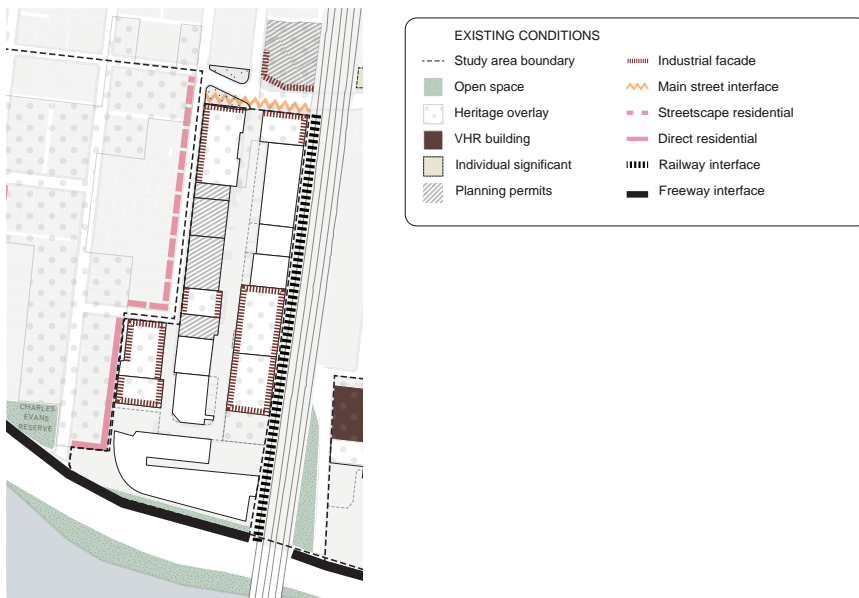 EXISTING CONDITIONS
Study area boundary
Open space
Heritage overlay
VHR building
Individual significant
Planning permits
Industrial facade
Main street interface
Streetscape residential
Direct residential
Railway interface
Freeway interface
CHARLES
EVANS
RESERVE